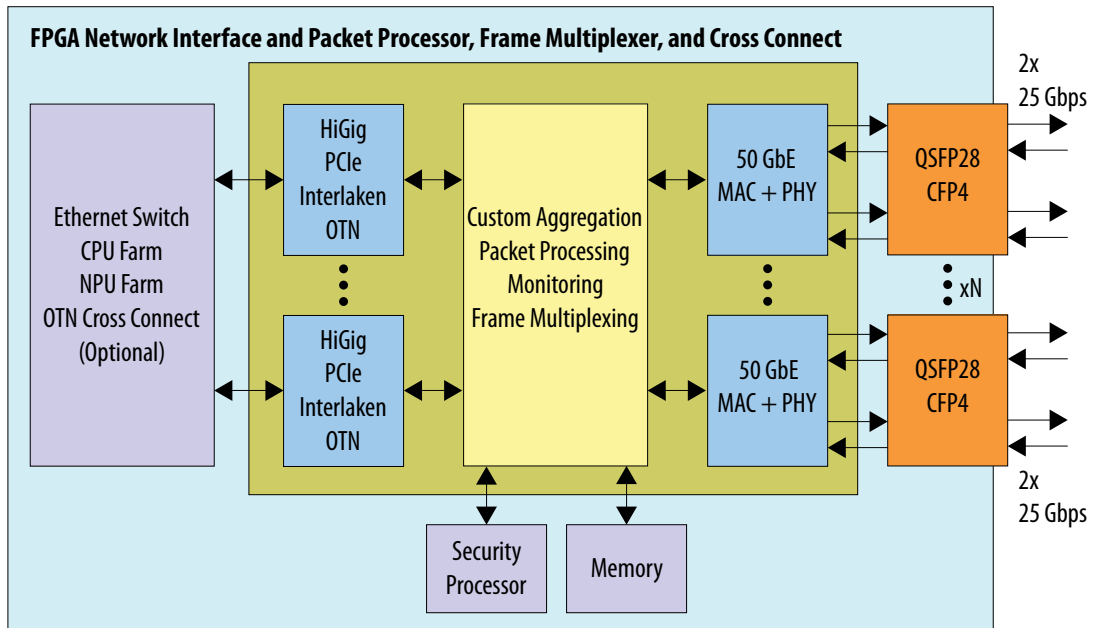 FPGA Network Interface and Packet Processor, Frame Multiplexer, and Cross Connect
2x
25 Gbps
Ethernet Switch
CPU Farm
NPU Farm
OTN Cross Connect
(Optional)
HiGig
PCIe
Interlaken
OTN
HiGig
PCIe
Interlaken
OTN
Custom Aggregation
Packet Processing
Monitoring
Frame Multiplexing
50 GbE
MAC + PHY
50 GbE
MAC + PHY
QSFP28
CFP4
xN
QSFP28
CFP4
2x
25 Gbps
Security
Processor
Memory